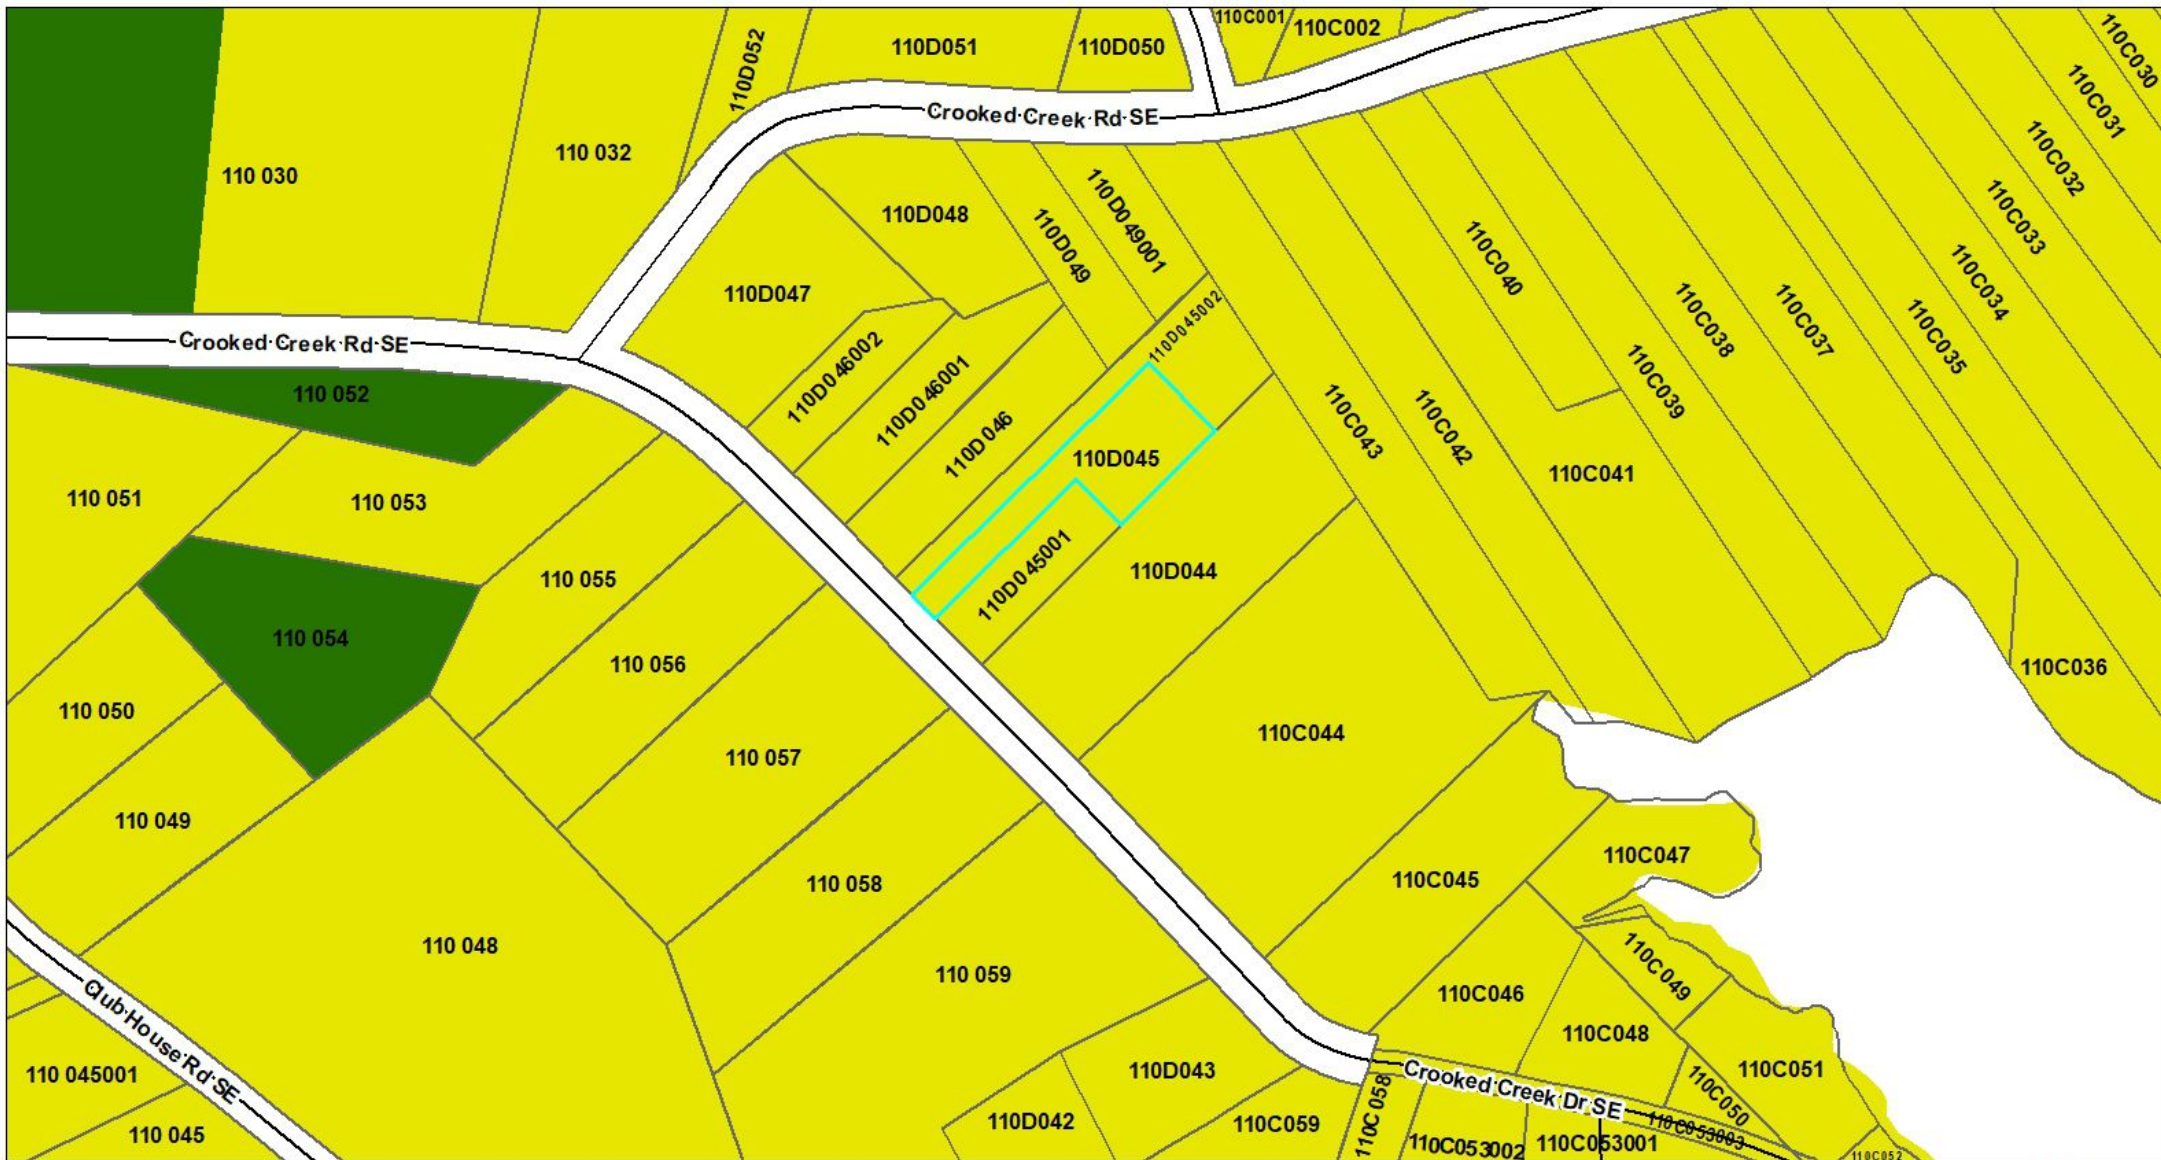 110C001
110C002
110C030
110D052
110D051
110D050
110C031
Crooked Creek Rd SE
110 030
110 032
110C032
110D048
110D049
110D049001
110C033
110C040
110C034
110D047
110D045002
110C038
110C037
110C035
Crooked Creek Rd SE
110D046002
110D046001
110C039
110 052
110D046
110C043
110C042
110D045
110C041
110 051
110 053
110 055
110D045001
110D044
110 054
110 056
110C036
110 050
110C044
110 057
110 049
110C047
110 058
110C045
110 048
110 059
110C049
110C046
110C048
Club House Rd SE
110 045001
110D043
110C051
Crooked Creek Dr SE
110C050
110C058
110D042
110C059
110 045
110C053002
110C053001
110C053003
110C052